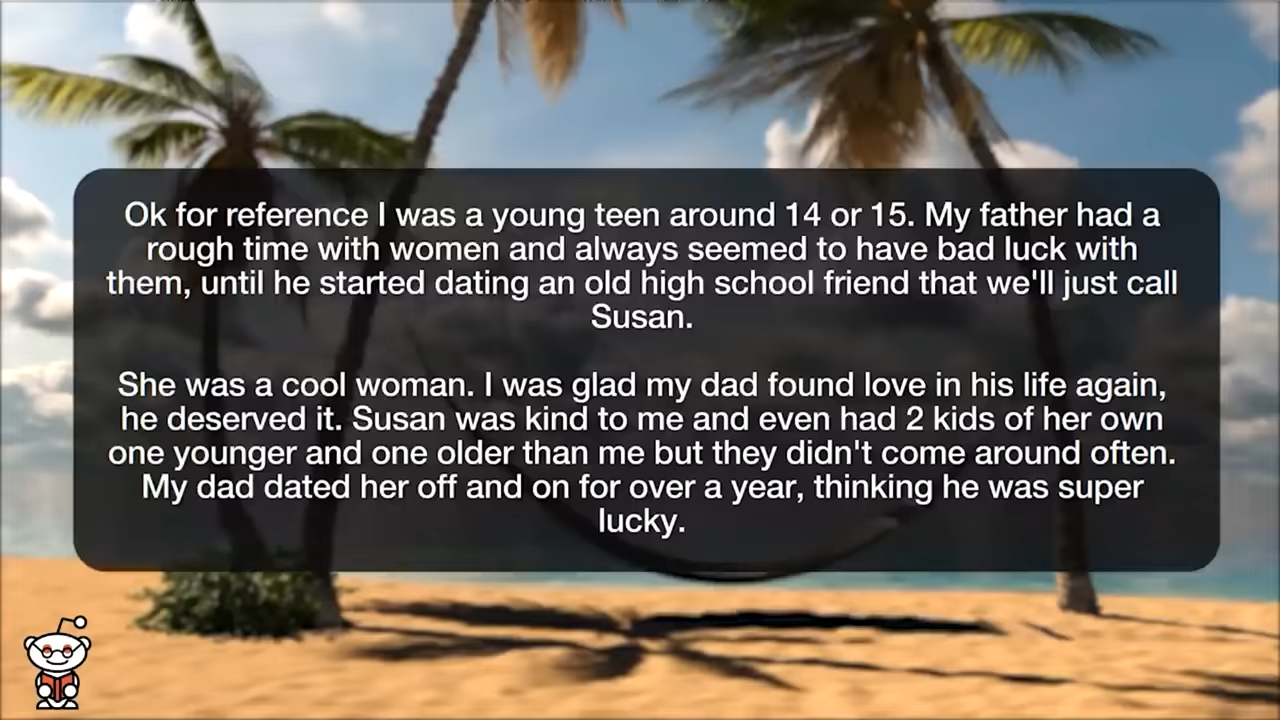 Ok for reference I was a young teen around 14 or 15. My father had a
rough time with women and always seemed to have bad luck with
them, until he started dating an old high school friend that we'll just call
Susan.
She was a cool woman. I was glad my dad found love in his life again,
he deserved it. Susan was kind to me and even had 2 kids of her own
one younger and one older than me but they didn't come around often.
My dad dated her off and on for over a year, thinking he was super
lucky.